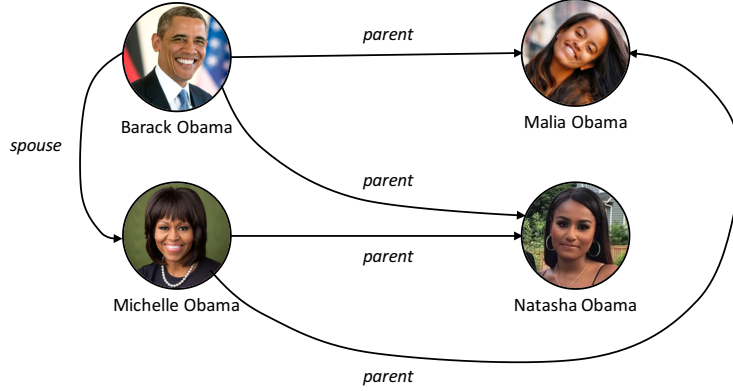 parent
Barack Obama
Malia Obama
spouse
parent
parent
Michelle Obama
Natasha Obama
parent